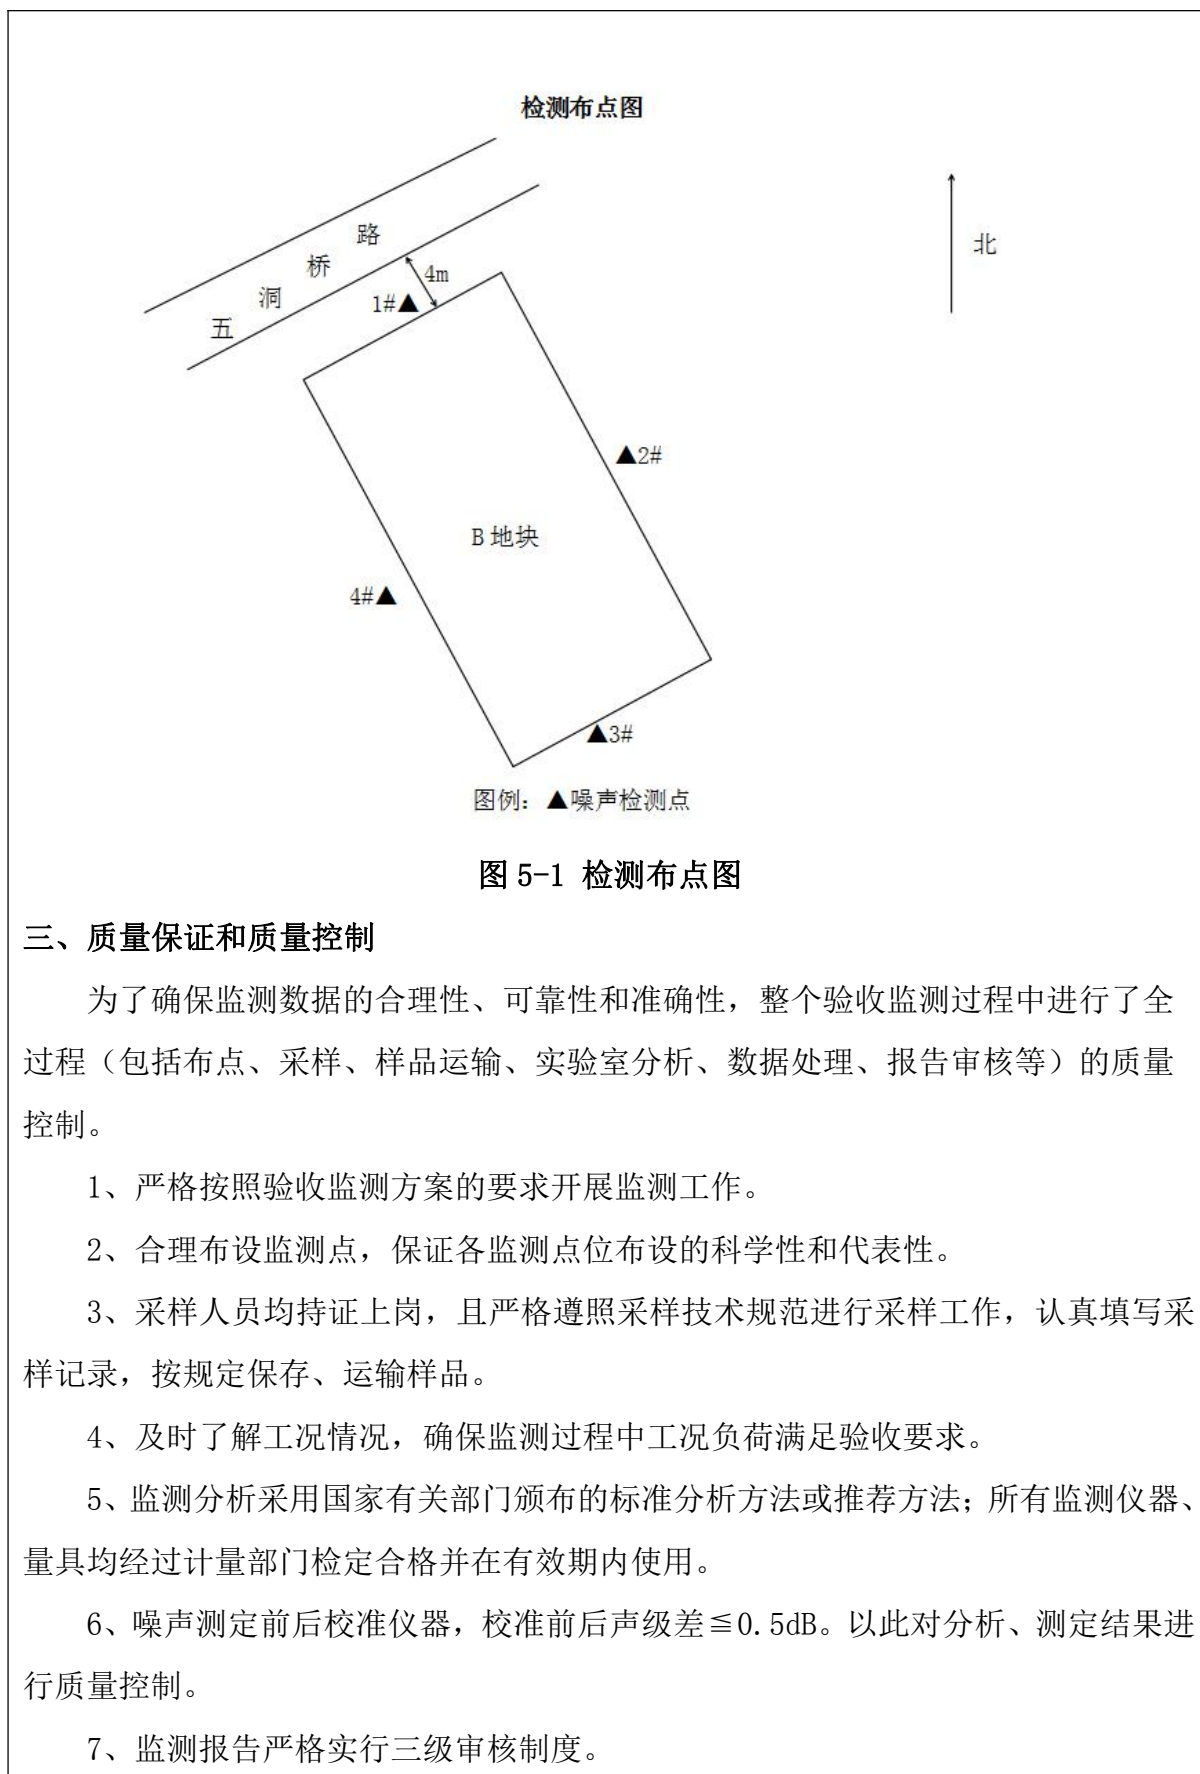 检测布点图
五洞桥路
北
4m
1#▲
▲2#
B 地块
4#▲
▲3#
图例：▲噪声检测点
图 5-1 检测布点图
三、质量保证和质量控制
为了确保监测数据的合理性、可靠性和准确性，整个验收监测过程中进行了全
过程（包括布点、采样、样品运输、实验室分析、数据处理、报告审核等）的质量
控制。
1、严格按照验收监测方案的要求开展监测工作。
2、合理布设监测点，保证各监测点位布设的科学性和代表性。
3、采样人员均持证上岗，且严格遵照采样技术规范进行采样工作，认真填写采
样记录，按规定保存、运输样品。
4、及时了解工况情况，确保监测过程中工况负荷满足验收要求。
5、监测分析采用国家有关部门颁布的标准分析方法或推荐方法；所有监测仪器、
量具均经过计量部门检定合格并在有效期内使用。
6、噪声测定前后校准仪器，校准前后声级差≦0.5dB。以此对分析、测定结果进
行质量控制。
7、监测报告严格实行三级审核制度。